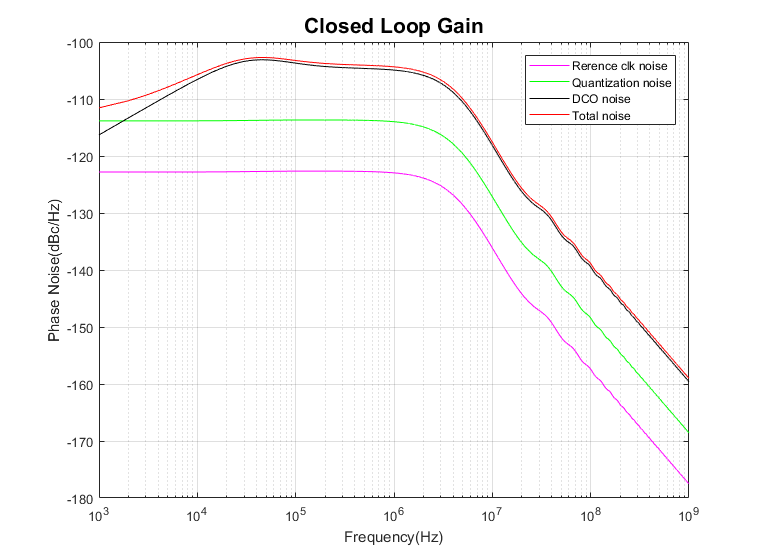 Closed Loop Gain
-100
-110
-120
-130
-140
-150
-160
-170
-180
Phase Noise(dBc/Hz)
Rerence clk noise
Quantization noise
DCO noise
Total noise
10^3 10^4 10^5 10^6 10^7 10^8 10^9
Frequency(Hz)